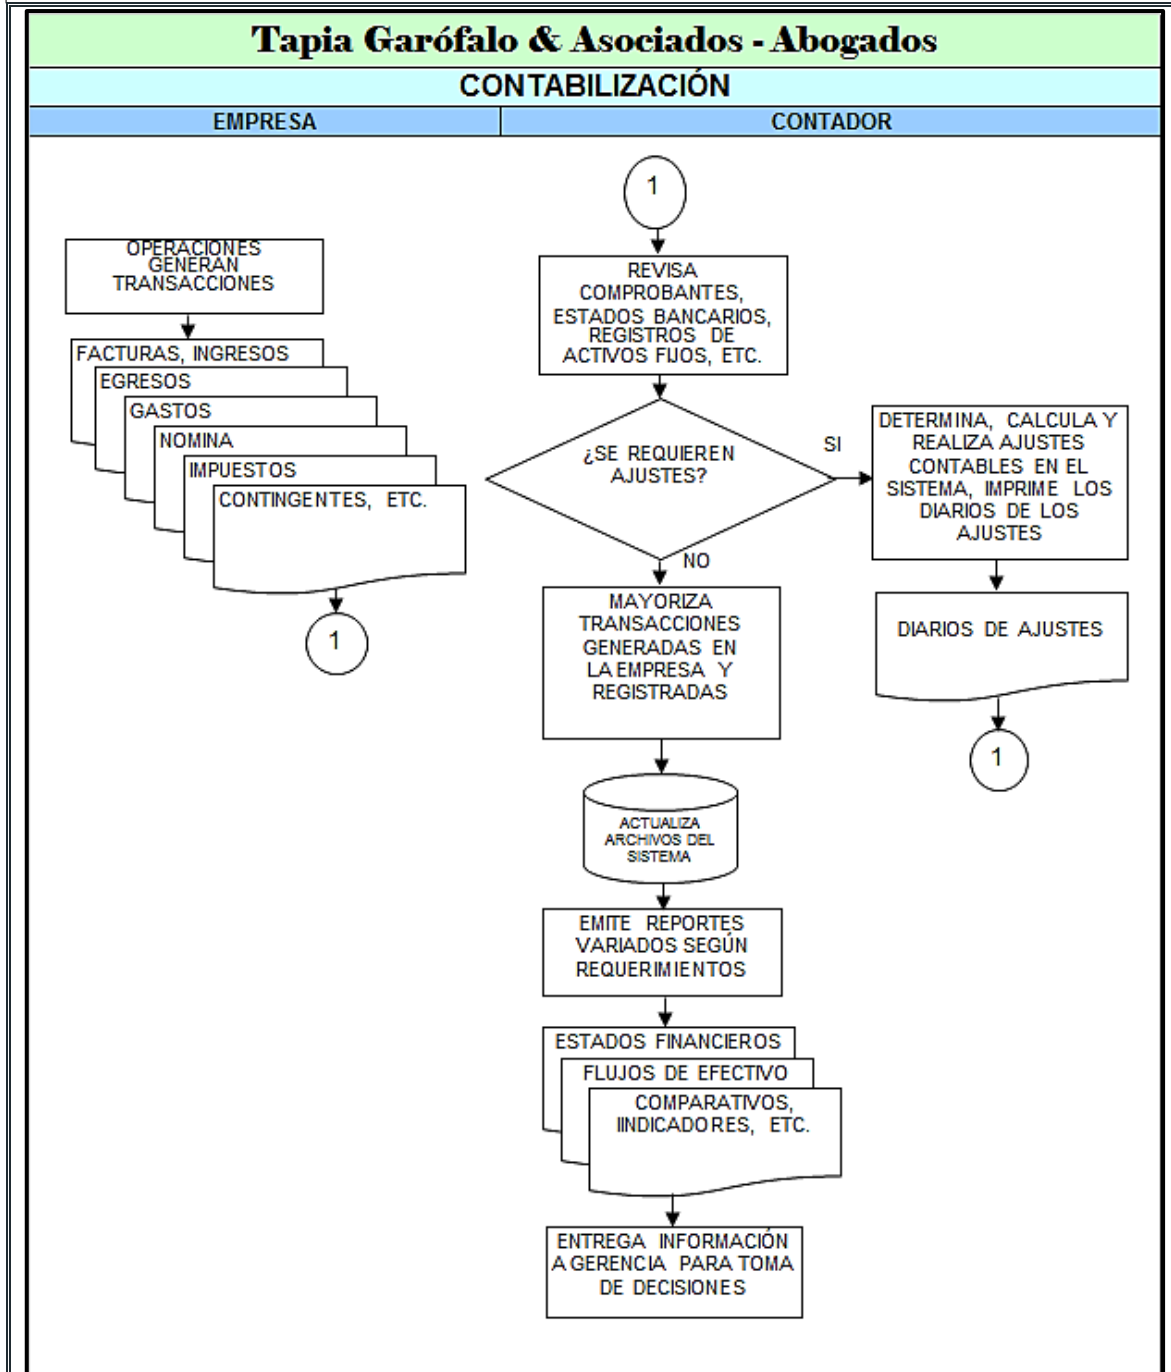 Tapia Garófalo & Asociados - Abogados
CONTABILIZACIÓN
EMPRESA
CONTADOR
OPERACIONES
GENERAN
TRANSACCIONES
FACTURAS, INGRESOS
EGRESOS
GASTOS
NOMINA
IMPUESTOS
CONTINGENTES, ETC.
1
1
REVISA
COMPROBANTES,
ESTADOS BANCARIOS,
REGISTROS DE
ACTIVOS FIJOS, ETC.
¿SE REQUIEREN
AJUSTES?
SI
DETERMINA, CALCULA Y
REALIZA AJUSTES
CONTABLES EN EL
SISTEMA, IMPRIME LOS
DIARIOS DE LOS
AJUSTES
DIARIOS DE AJUSTES
1
NO
MAYORIZA
TRANSACCIONES
GENERADAS EN
LA EMPRESA Y
REGISTRADAS
ACTUALIZA
ARCHIVOS DEL
SISTEMA
EMITE REPORTES
VARIADOS SEGÚN
REQUERIMIENTOS
ESTADOS FINANCIEROS
FLUJOS DE EFECTIVO
COMPARATIVOS,
IINDICADORES, ETC.
ENTREGA INFORMACIÓN
A GERENCIA PARA TOMA
DE DECISIONES